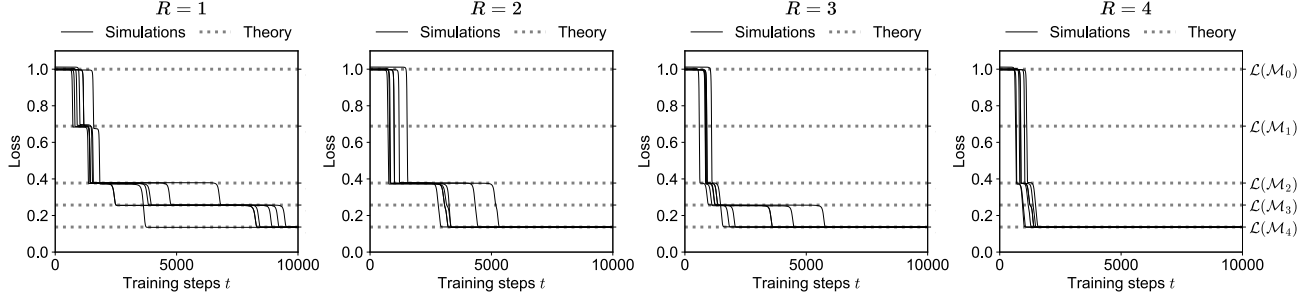 R = 1
Simulations Theory
1.0
0.8
0.6
0.4
0.2
0.0
Loss
0 5000 10000
Training steps t
R = 2
Simulations Theory
1.0
0.8
0.6
0.4
0.2
0.0
Loss
0 5000 10000
Training steps t
R = 3
Simulations Theory
1.0
0.8
0.6
0.4
0.2
0.0
Loss
0 5000 10000
Training steps t
R = 4
Simulations Theory
1.0
0.8
0.6
0.4
0.2
0.0
Loss
0 5000 10000
Training steps t
ℒ(ℳ₀)
ℒ(ℳ₁)
ℒ(ℳ₂)
ℒ(ℳ₃)
ℒ(ℳ₄)